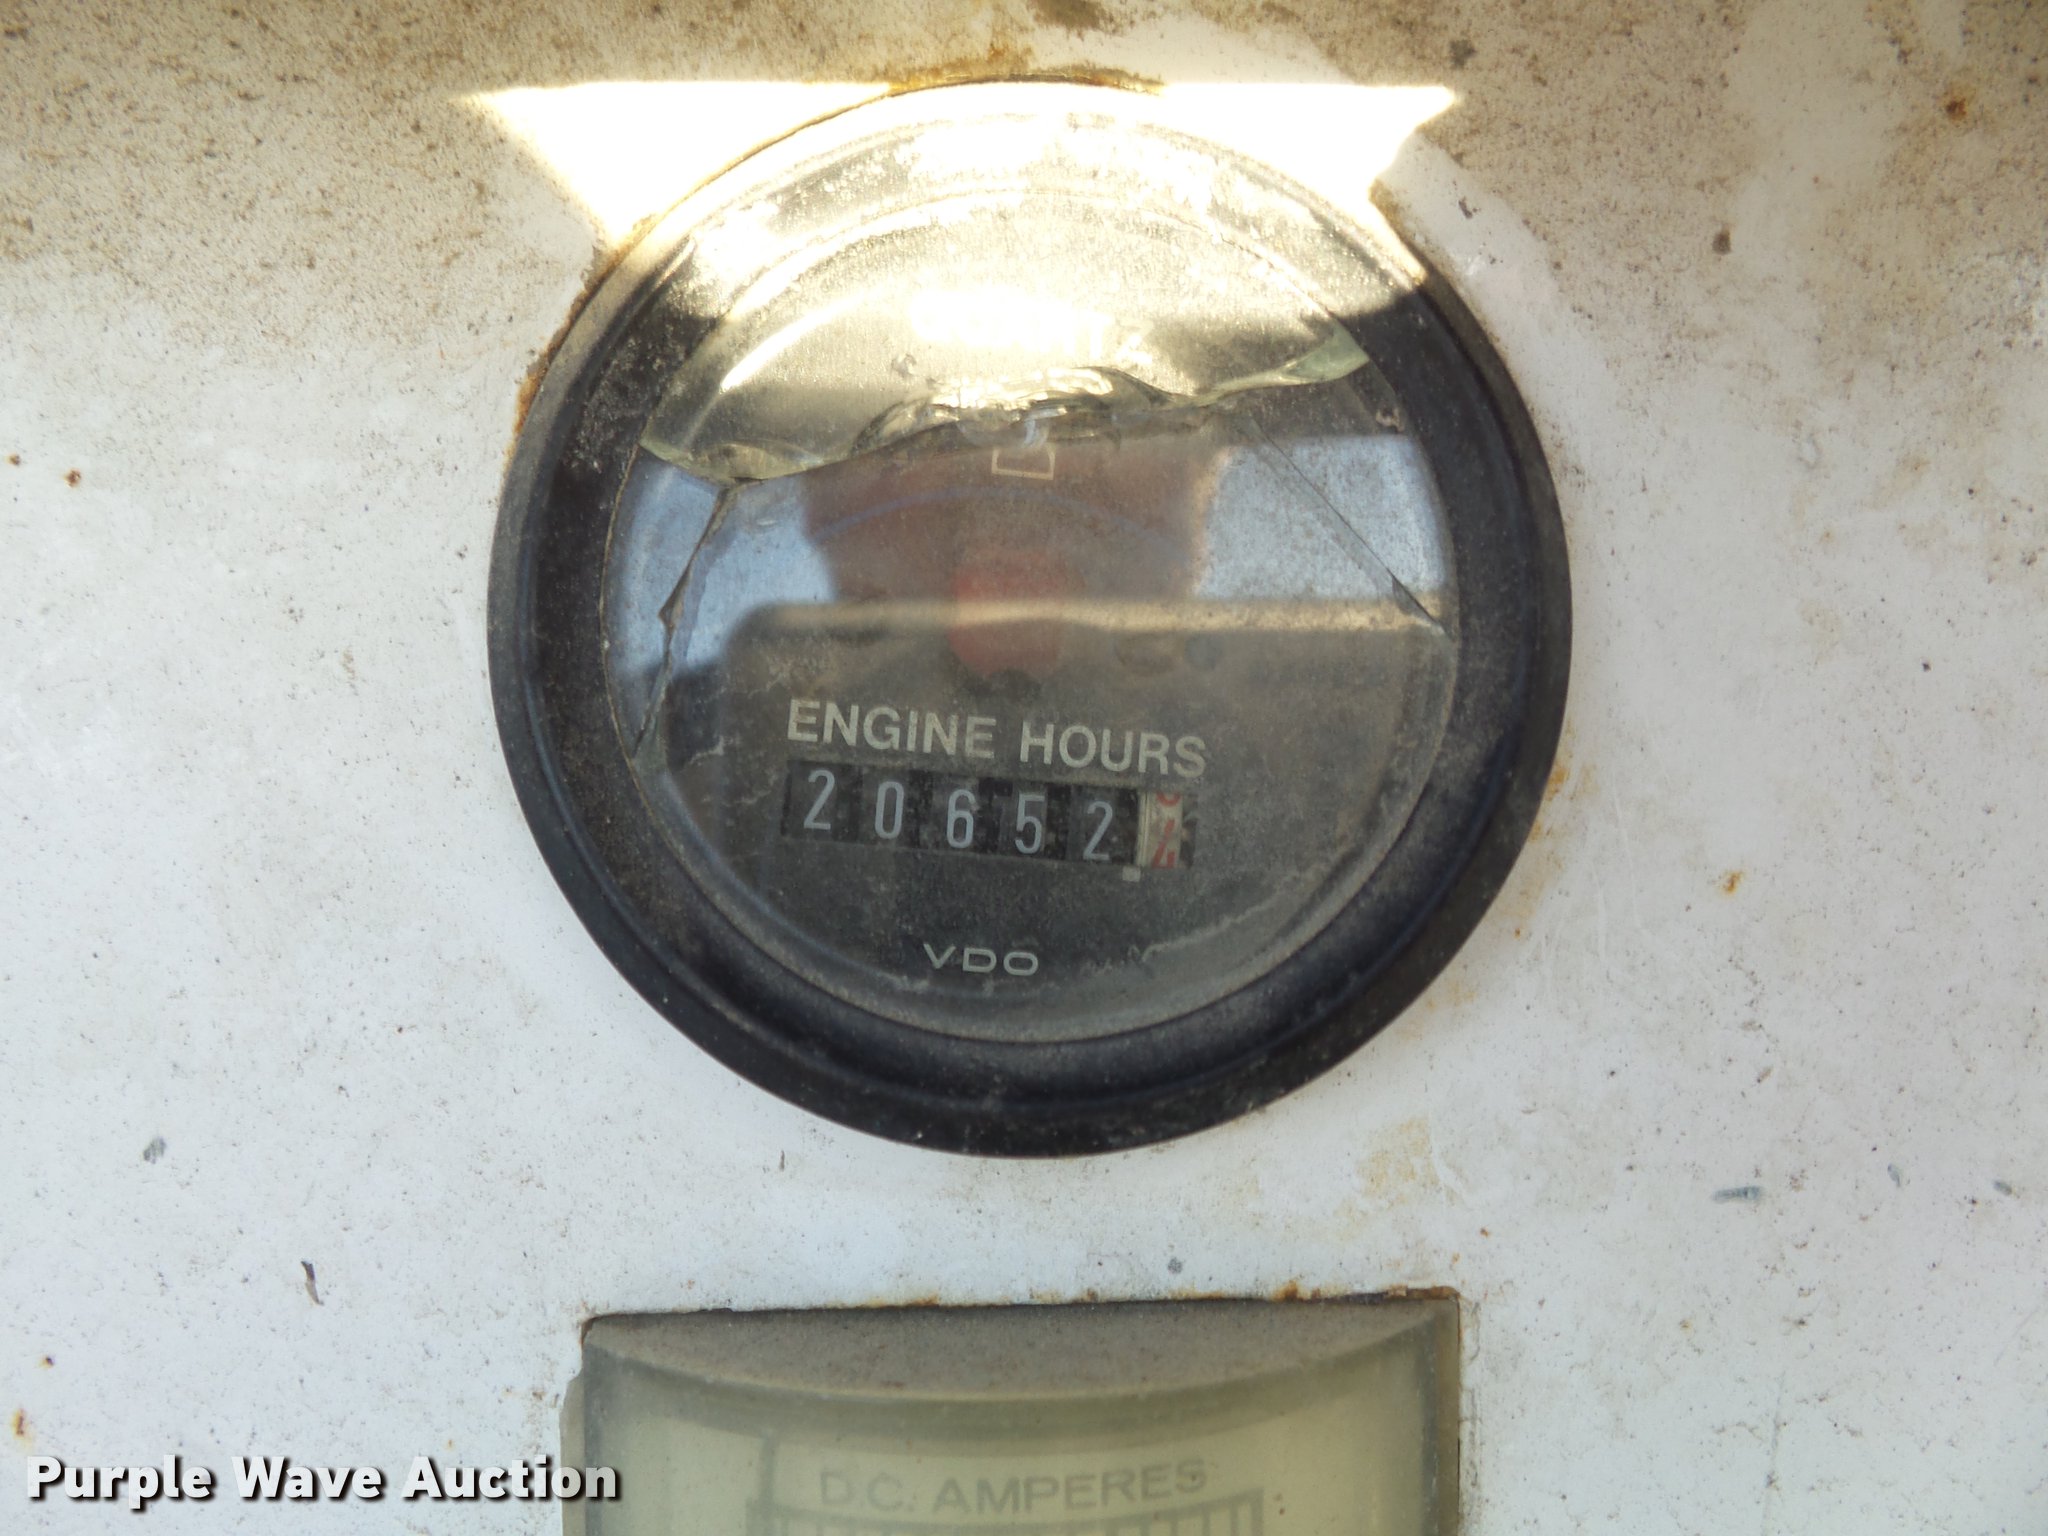 ENGINE HOURS
20652
VDO
D.C. AMPERES
Purple Wave Auction